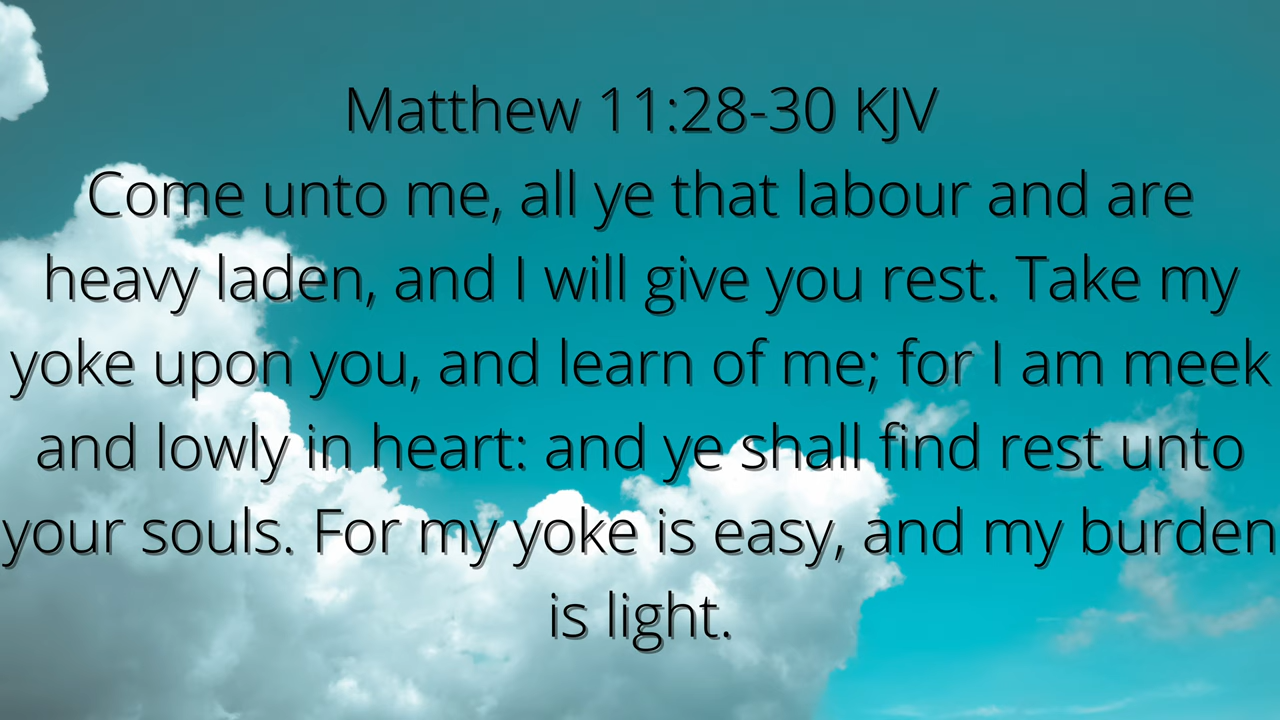 Matthew 11:28-30 KJV
Come unto me, all ye that labour and are
heavy laden, and I will give you rest. Take my
yoke upon you, and learn of me; for I am meek
and lowly in heart: and ye shall find rest unto
your souls. For my yoke is easy, and my burden
is light.